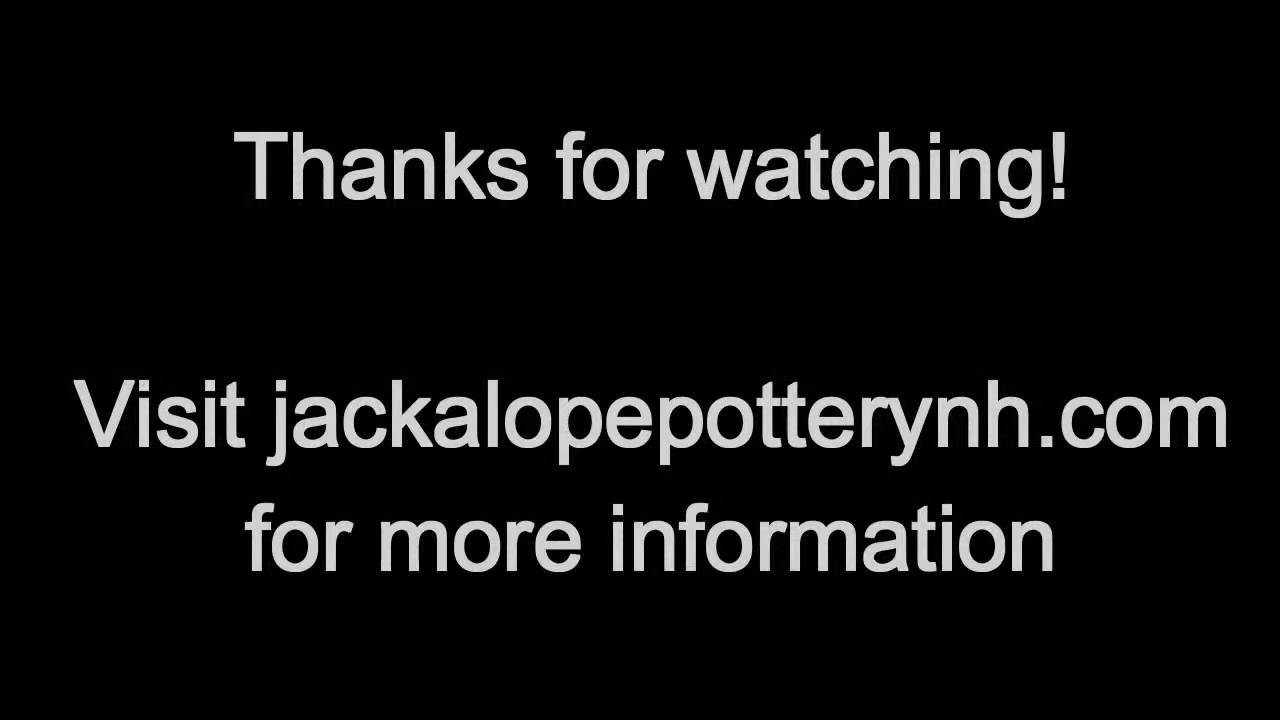 Thanks for watching!
Visit jackalopepotterynh.com
for more information